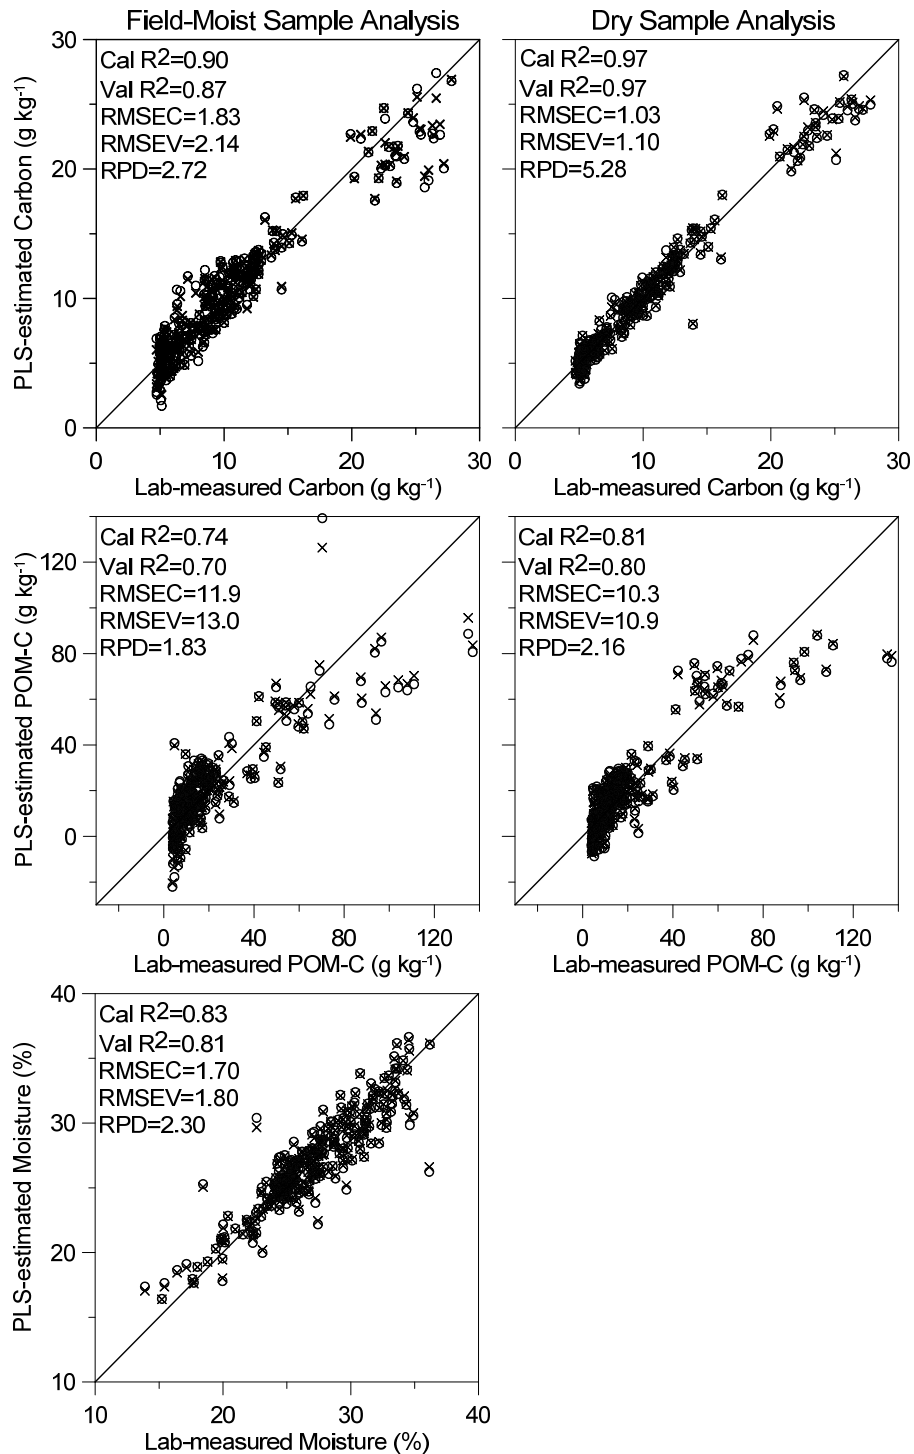 Field-Moist Sample Analysis
Dry Sample Analysis
PLS-estimated Carbon (g kg⁻¹)
30
20
10
0
Cal R²=0.90
Val R²=0.87
RMSEC=1.83
RMSEV=2.14
RPD=2.72
0 10 20 30
Lab-measured Carbon (g kg⁻¹)
Cal R²=0.97
Val R²=0.97
RMSEC=1.03
RMSEV=1.10
RPD=5.28
0 10 20 30
Lab-measured Carbon (g kg⁻¹)
PLS-estimated POM-C (g kg⁻¹)
120
80
40
0
Cal R²=0.74
Val R²=0.70
RMSEC=11.9
RMSEV=13.0
RPD=1.83
0 40 80 120
Lab-measured POM-C (g kg⁻¹)
Cal R²=0.81
Val R²=0.80
RMSEC=10.3
RMSEV=10.9
RPD=2.16
0 40 80 120
Lab-measured POM-C (g kg⁻¹)
PLS-estimated Moisture (%)
40
30
20
10
Cal R²=0.83
Val R²=0.81
RMSEC=1.70
RMSEV=1.80
RPD=2.30
10 20 30 40
Lab-measured Moisture (%)